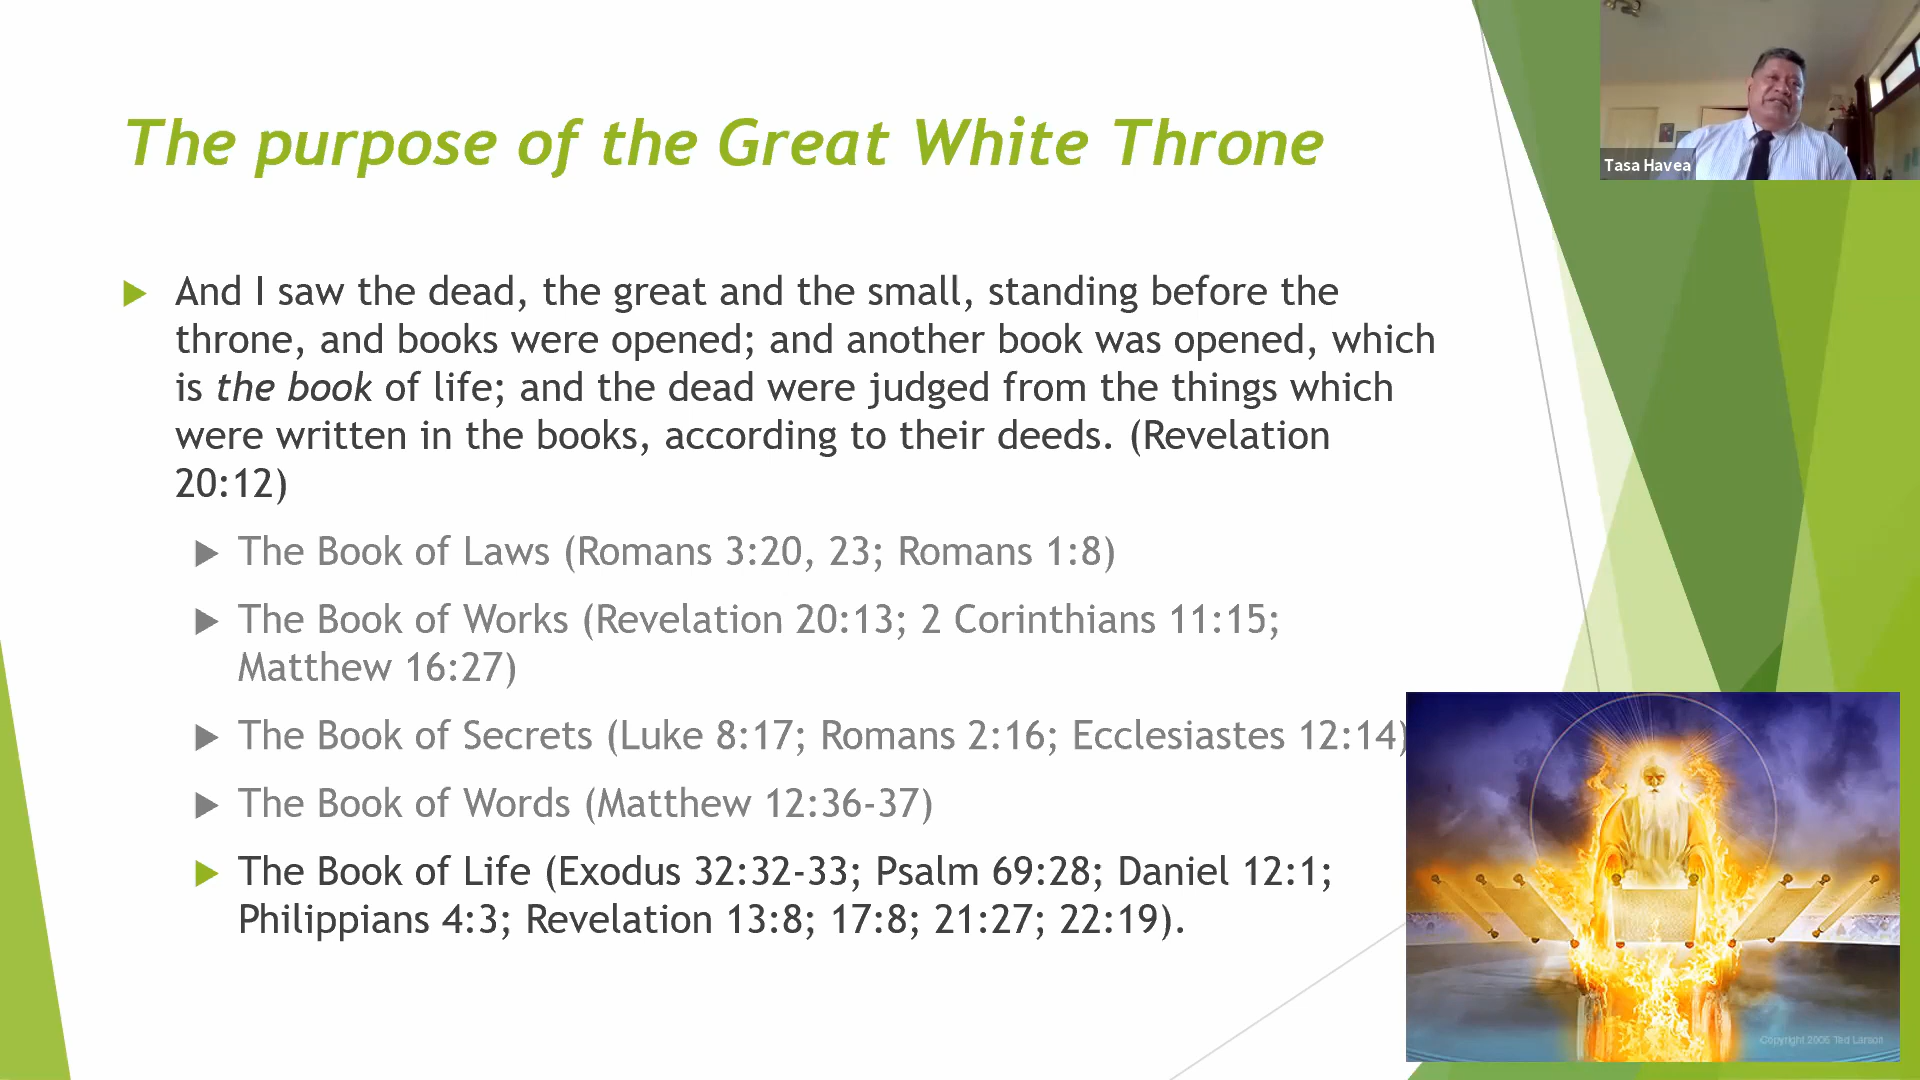 The purpose of the Great White Throne
Tasa Havea
And I saw the dead, the great and the small, standing before the
throne, and books were opened; and another book was opened, which
is the book of life; and the dead were judged from the things which
were written in the books, according to their deeds. (Revelation
20:12)
The Book of Laws (Romans 3:20, 23; Romans 1:8)
The Book of Works (Revelation 20:13; 2 Corinthians 11:15;
Matthew 16:27)
The Book of Secrets (Luke 8:17; Romans 2:16; Ecclesiastes 12:14)
The Book of Words (Matthew 12:36-37)
The Book of Life (Exodus 32:32-33; Psalm 69:28; Daniel 12:1;
Philippians 4:3; Revelation 13:8; 17:8; 21:27; 22:19).
Copyright 2006 Ted Larson